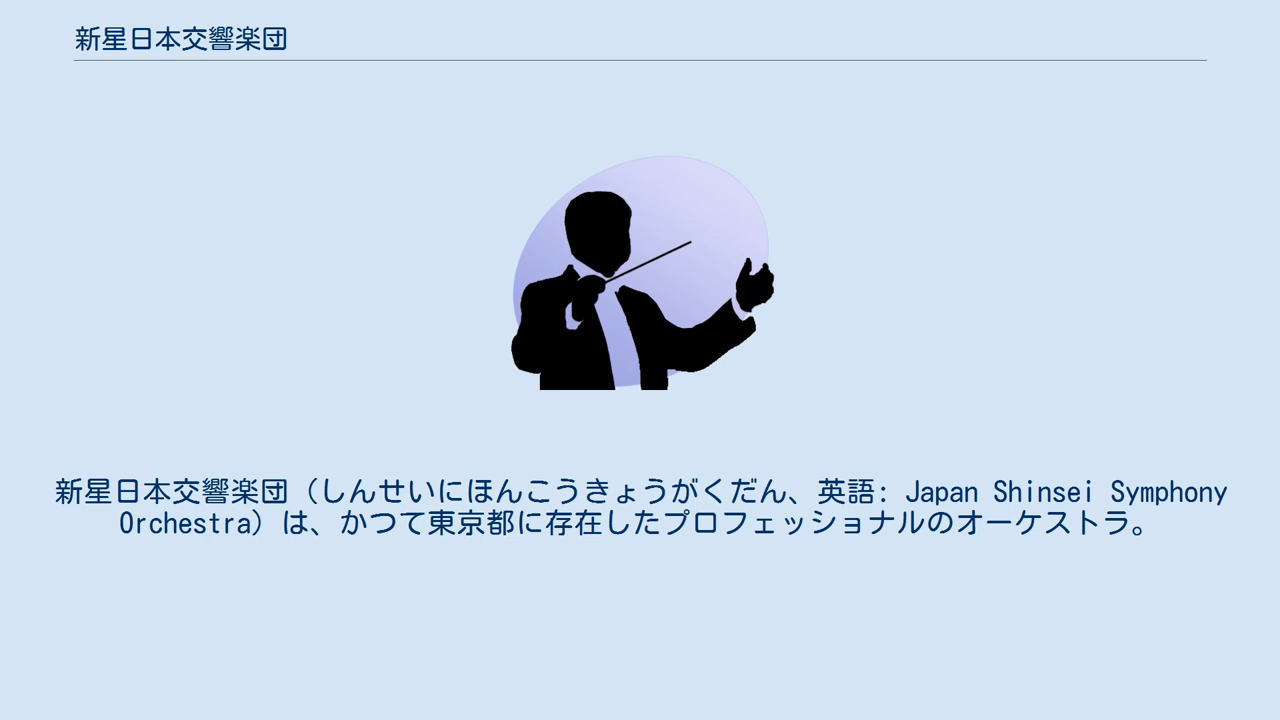 新星日本交響楽団
新星日本交響楽団（しんせいにほんこうきょうがくだん、英語: Japan Shinsei Symphony
Orchestra）は、かつて東京都に存在したプロフェッショナルのオーケストラ。